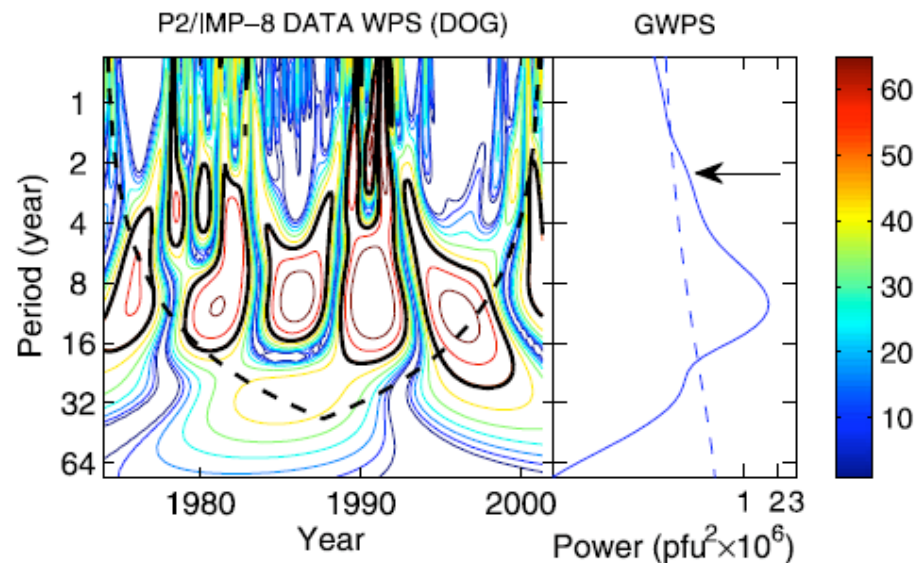 P2/IMP−8 DATA WPS (DOG)
GWPS
Period (year)
1
2
4
8
16
32
64
1980 1990 2000
Year
1 2 3
Power (pfu²×10⁶)
60
50
40
30
20
10